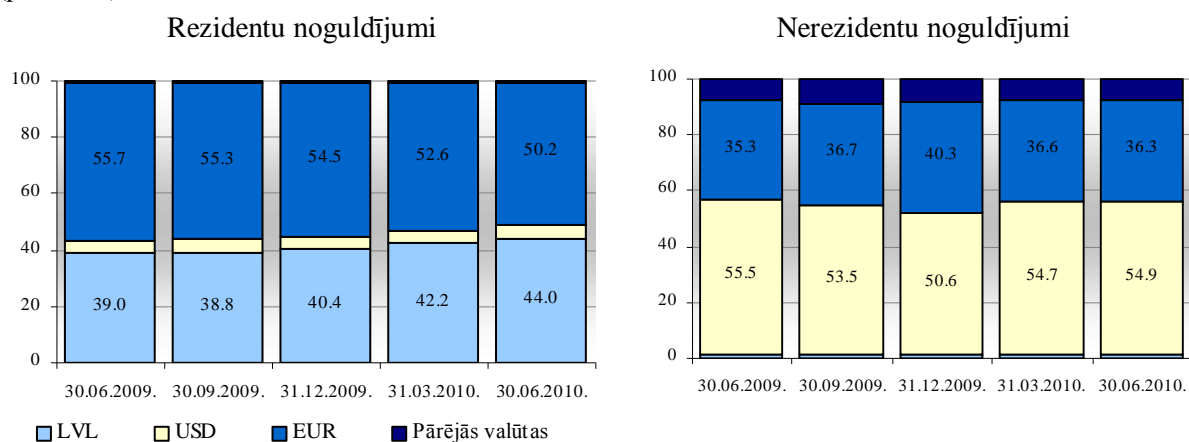 Rezidentu noguldījumi
100
80
60
40
20
0
55.7 55.3 54.5 52.6 50.2
39.0 38.8 40.4 42.2 44.0
30.06.2009. 30.09.2009. 31.12.2009. 31.03.2010. 30.06.2010.
LVL USD EUR Pārējās valūtas
Nerezidentu noguldījumi
100
80
60
40
20
0
35.3 36.7 40.3 36.6 36.3
55.5 53.5 50.6 54.7 54.9
30.06.2009. 30.09.2009. 31.12.2009. 31.03.2010. 30.06.2010.